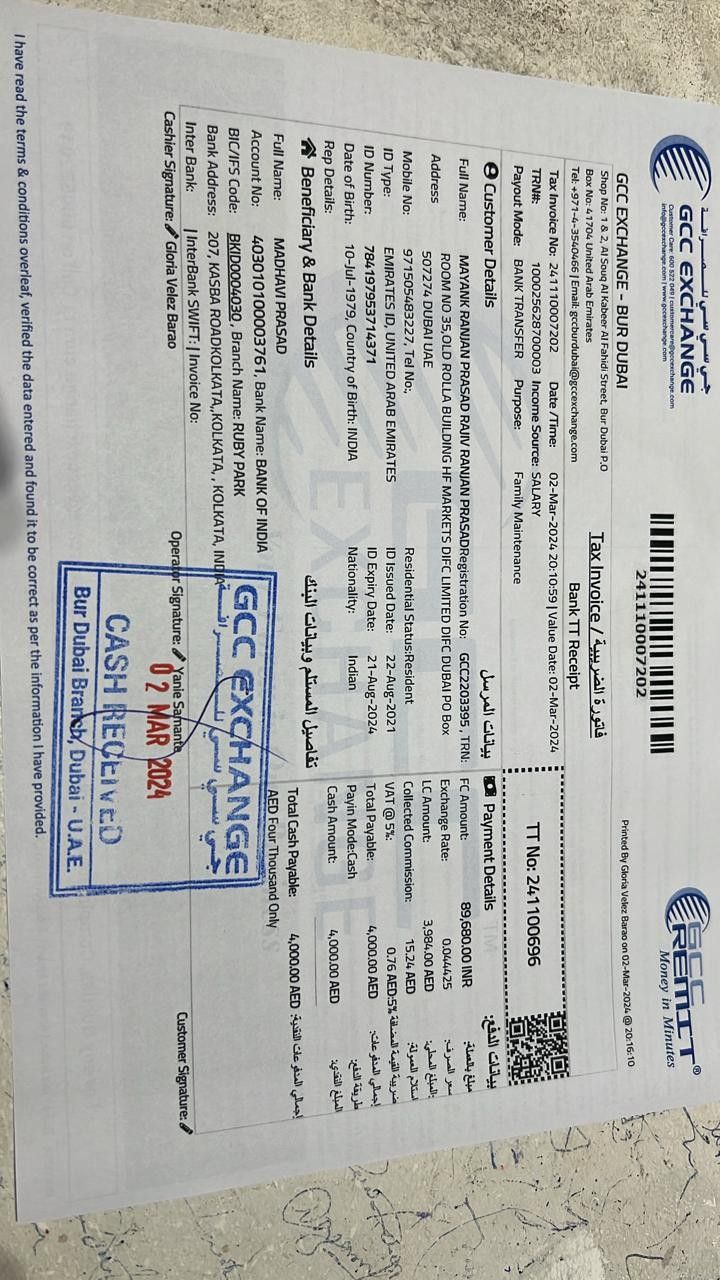 جي سي سي للصرافة
GCC EXCHANGE
Customer Care: 600 522 049 | customercare@gccexchange.com
info@gccexchange.com | www.gccexchange.com
241110007202
GCC REMIT®
Money in Minutes
GCC EXCHANGE - BUR DUBAI
Printed By Gloria Velez Barao on 02-Mar-2024 @ 20:16:10
Shop No: 1 & 2, Al Souq Al Kabeer Al Fahidi Street, Bur Dubai P.O
Box No: 41704 United Arab Emirates
Tel: +971-4-3540466 | Email: gccburdubai@gccexchange.com
Tax Invoice / فاتورة الضريبية
Bank TT Receipt
Tax Invoice No: 241110007202 Date /Time: 02-Mar-2024 20:10:59 | Value Date: 02-Mar-2024
TRN#: 100025628700003 Income Source: SALARY
Payout Mode: BANK TRANSFER Purpose: Family Maintenance
TT No: 241100696
Customer Details بيانات المرسل
Full Name: MAYANK RANJAN PRASAD RAJIV RANJAN PRASADRegistration No: GCC2203395 , TRN:
Address ROOM NO 35,OLD ROLLA BUILDING HF MARKETS DIFC LIMITED DIFC DUBAI PO Box
507274 DUBAI UAE
Mobile No: 971505483227, Tel No:, Residential Status:Resident
ID Type: EMIRATES ID, UNITED ARAB EMIRATES ID Issued Date: 22-Aug-2021
ID Number: 784197953714371 ID Expiry Date: 21-Aug-2024
Date of Birth: 10-Jul-1979, Country of Birth: INDIA Nationality: Indian
Rep Details:
Payment Details بيانات الدفع:
FC Amount: 89,680.00 INR مبلغ بالعملة:
Exchange Rate: 0.044425 سعر الصرف:
LC Amount: 3,984.00 AED المبلغ المحلي:
Collected Commission: 15.24 AED استلام العمولة:
VAT @ 5%: 0.76 AED ضريبة القيمة المضافة 5%:
Total Payable: 4,000.00 AED إجمالي المدفوعات:
Payin Mode:Cash طريقة الدفع:
Cash Amount: 4,000.00 AED المبلغ النقدي:
Total Cash Payable: 4,000.00 AED إجمالي المدفوعات النقدية:
AED Four Thousand Only
Beneficiary & Bank Details تفاصيل المستلم وبيانات البنك
Full Name: MADHAVI PRASAD
Account No: 403010100003761, Bank Name: BANK OF INDIA
BIC/IFS Code: BKID0004030 , Branch Name: RUBY PARK
Bank Address: 207, KASBA ROADKOLKATA,,KOLKATA, , KOLKATA, INDIA
Inter Bank: | InterBank SWIFT: | Invoice No:
Cashier Signature: Gloria Velez Barao Operator Signature: Yanie Samante Customer Signature:
GCC EXCHANGE
جي سي سي للصرافة
02 MAR 2024
CASH RECEIVED
Bur Dubai Branch, Dubai - U.A.E.
I have read the terms & conditions overleaf, verified the data entered and found it to be correct as per the information I have provided.